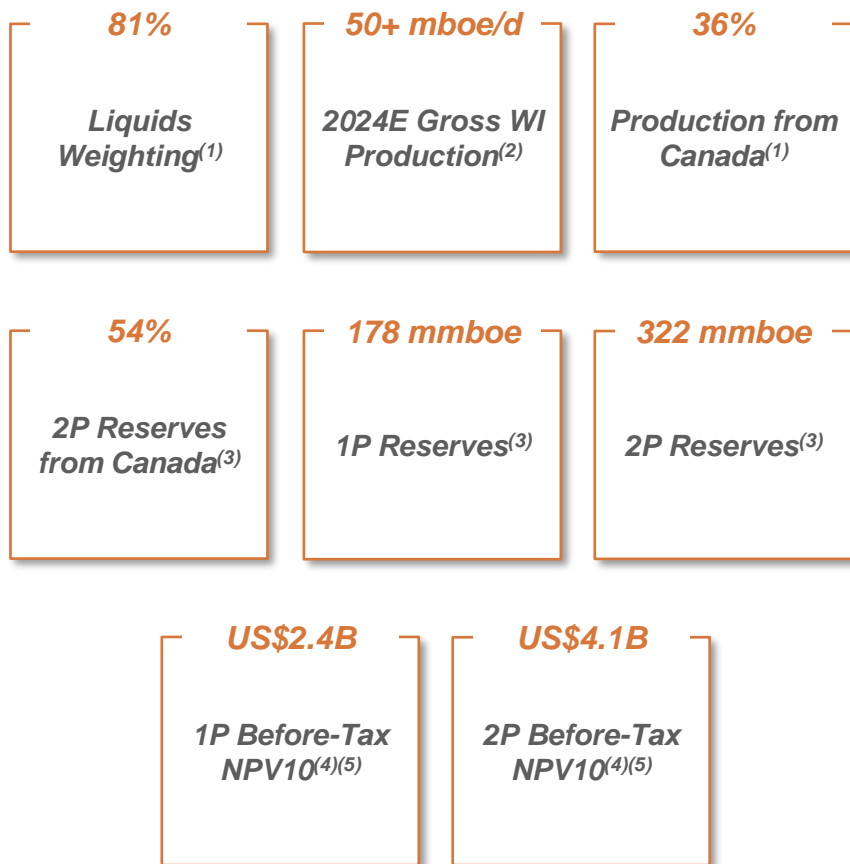 81%
Liquids
Weighting(1)
50+ mboe/d
2024E Gross WI
Production(2)
36%
Production from
Canada(1)
54%
2P Reserves
from Canada(3)
178 mmboe
1P Reserves(3)
322 mmboe
2P Reserves(3)
US$2.4B
1P Before-Tax
NPV10(4)(5)
US$4.1B
2P Before-Tax
NPV10(4)(5)